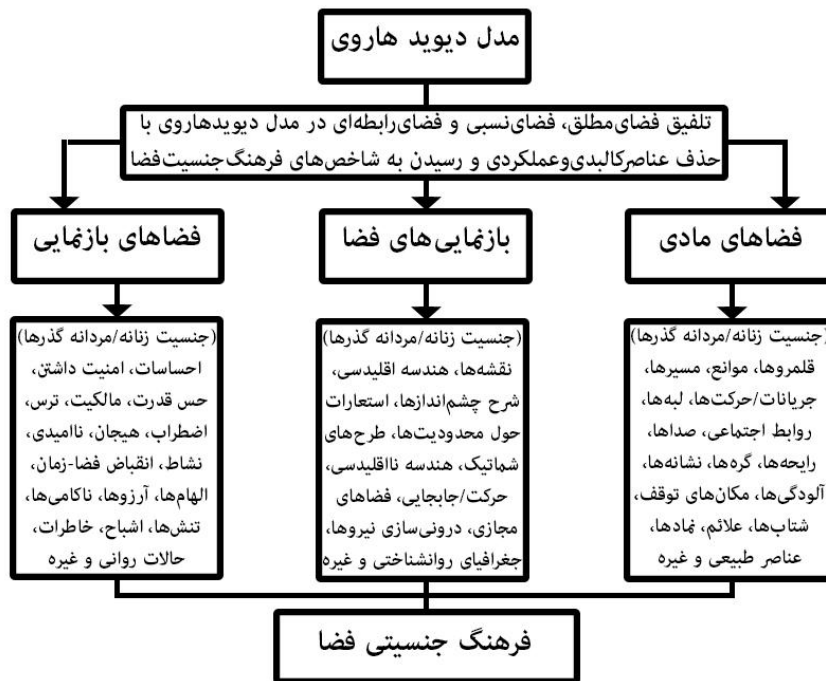 مدل دیوید هاروی
تلفیق فضای‌مطلق، فضای‌نسبی و فضای‌رابطه‌ای در مدل دیویدهاروی با
حذف عناصرکالبدی‌وعملکردی و رسیدن به شاخص‌های فرهنگ‌جنسیت‌فضا
فضاهای مادی
(جنسیت زنانه/مردانه گذرها)
قلمروها، موانع، مسیرها،
جریانات/حرکت‌ها، لبه‌ها،
روابط اجتماعی، صداها،
رایحه‌ها، گره‌ها، نشانه‌ها،
آلودگی‌ها، مکان‌های توقف،
شتاب‌ها، علائم، نمادها،
عناصر طبیعی و غیره
بازنمایی‌های فضا
(جنسیت زنانه/مردانه گذرها)
نقشه‌ها، هندسه اقلیدسی،
شرح چشم‌اندازها، استعارات
حول محدودیت‌ها، طرح‌های
شماتیک، هندسه نااقلیدسی،
حرکت/جابجایی، فضاهای
مجازی، درونی‌سازی نیروها،
جغرافیای روانشناختی و غیره
فضاهای بازنمایی
(جنسیت زنانه/مردانه گذرها)
احساسات، امنیت داشتن،
حس قدرت، مالکیت، ترس،
اضطراب، هیجان، ناامیدی،
نشاط، انقباض فضا-زمان،
الهام‌ها، آرزوها، ناکامی‌ها،
تنش‌ها، اشباح، خاطرات،
حالات روانی و غیره
فرهنگ جنسیتی فضا